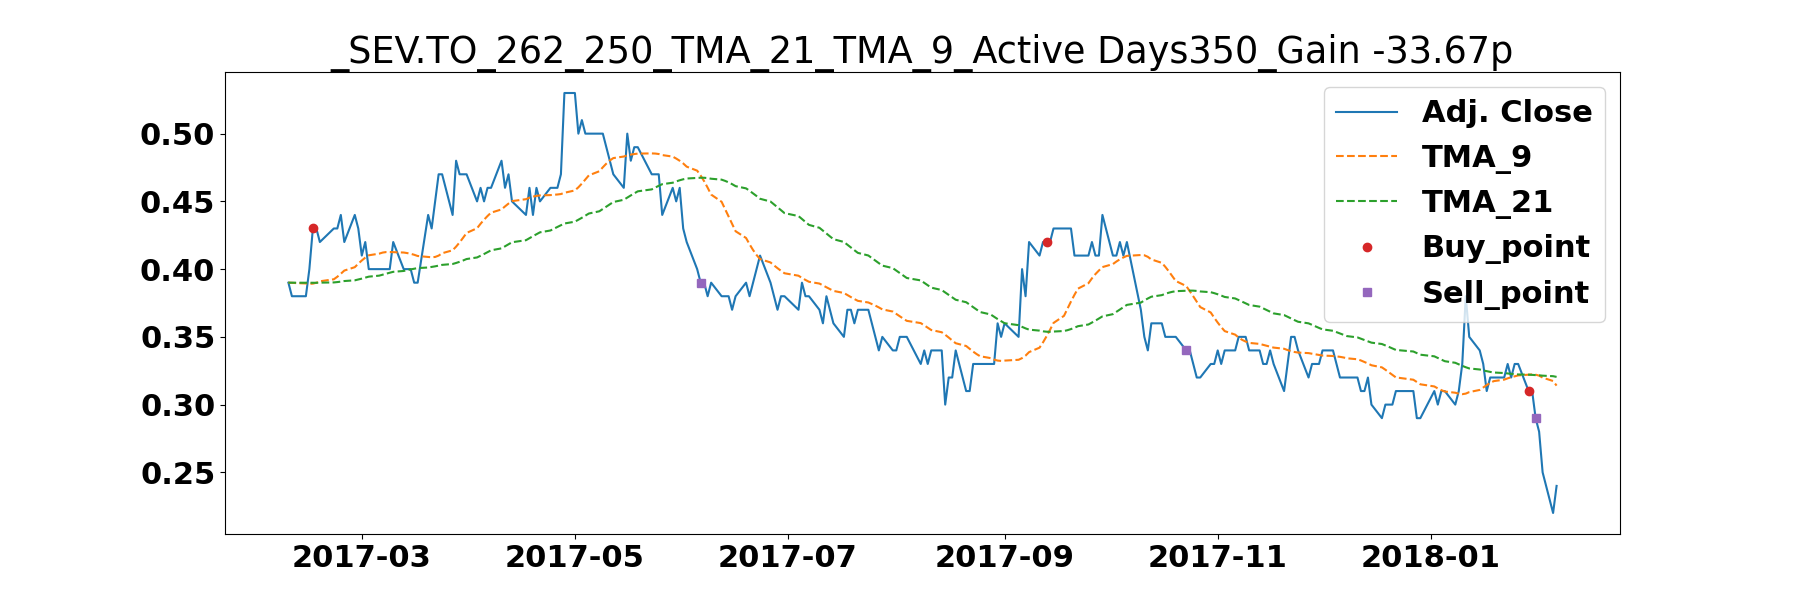 _SEV.TO_262_250_TMA_21_TMA_9_Active Days350_Gain -33.67p
0.50
0.45
0.40
0.35
0.30
0.25
Adj. Close
TMA_9
TMA_21
Buy_point
Sell_point
2017-03 2017-05 2017-07 2017-09 2017-11 2018-01